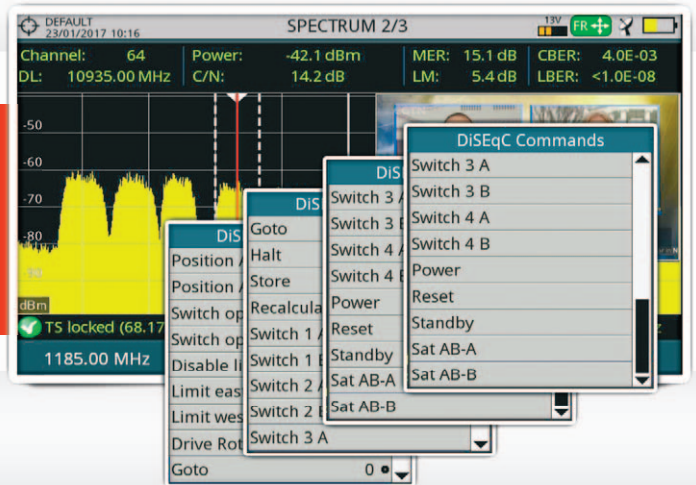 DEFAULT
23/01/2017 10:16
SPECTRUM 2/3
13V
FR
Channel: 64
Power: -42.1 dBm
MER: 15.1 dB
CBER: 4.0E-03
DL: 10935.00 MHz
C/N: 14.2 dB
LM: 5.4 dB
LBER: <1.0E-08
-50
-60
-70
-80
-90
dBm
TS locked (68.17
1185.00 MHz
DiS
Position
Position
Switch op
Switch op
Disable li
Limit eas
Limit wes
Drive Rot
Goto 0
DiS
Goto
Halt
Store
Recalcula
Switch 1
Switch 1
Switch 2
Switch 2
Switch 3 A
DiS
Switch 3
Switch 3
Switch 4
Switch 4
Power
Reset
Standby
Sat AB-A
Sat AB-B
DiSEqC Commands
Switch 3 A
Switch 3 B
Switch 4 A
Switch 4 B
Power
Reset
Standby
Sat AB-A
Sat AB-B